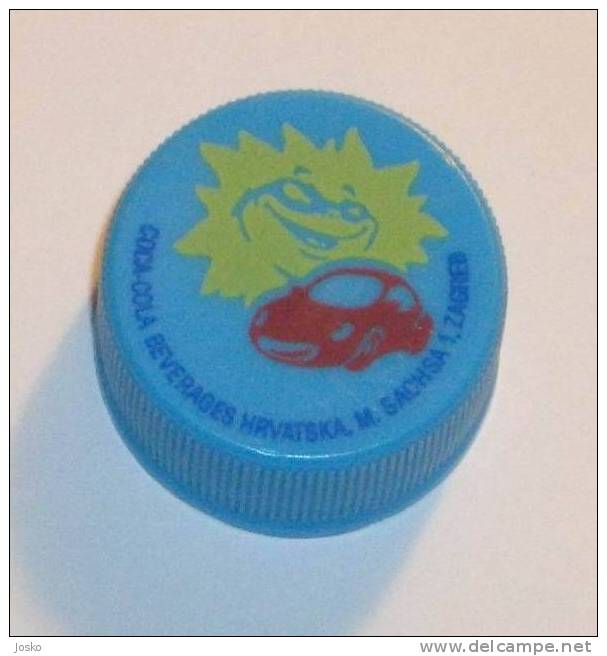 COCA-COLA BEVERAGES HRVATSKA, M. SACHSA 1, ZAGREB
Josko
www.delcampe.net